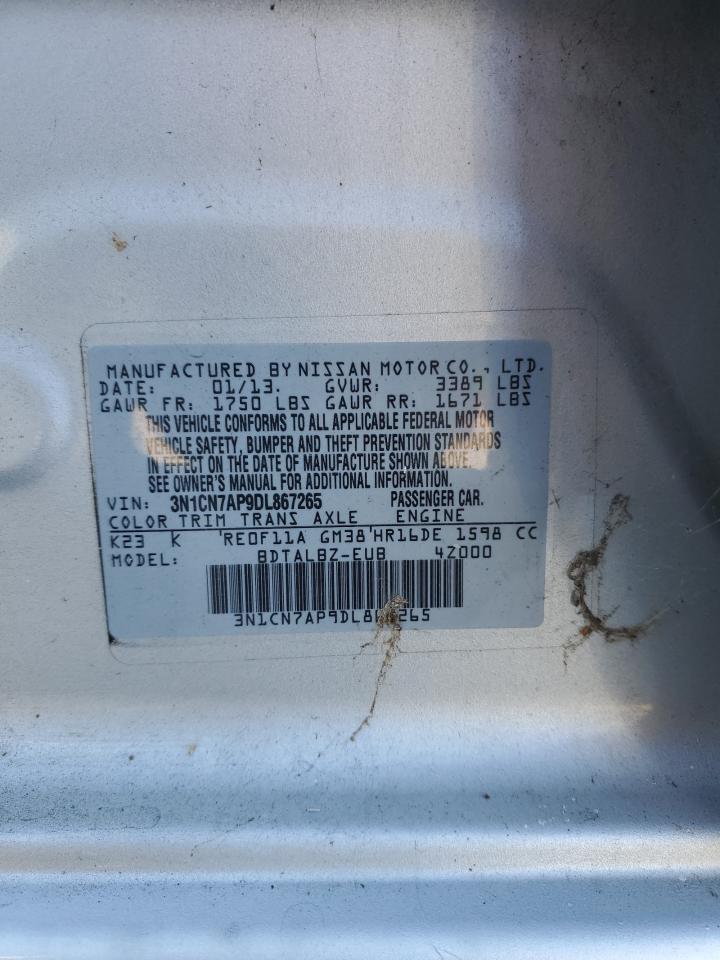 MANUFACTURED BY NISSAN MOTOR CO., LTD.
DATE: 01/13. GVWR: 3389 LBS
GAWR FR: 1750 LBS GAWR RR: 1671 LBS
THIS VEHICLE CONFORMS TO ALL APPLICABLE FEDERAL MOTOR
VEHICLE SAFETY, BUMPER AND THEFT PREVENTION STANDARDS
IN EFFECT ON THE DATE OF MANUFACTURE SHOWN ABOVE.
SEE OWNER'S MANUAL FOR ADDITIONAL INFORMATION.
VIN: 3N1CN7AP9DL867265 PASSENGER CAR.
COLOR TRIM TRANS AXLE ENGINE
K23 K 'RE0F11A GM38'HR16DE 1598 CC
MODEL: BDTALBZ-EUB 4Z000
3N1CN7AP9DL867265